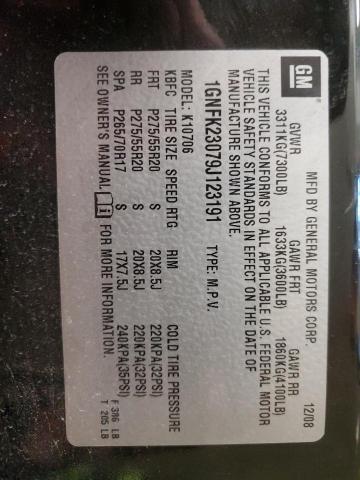 GM
MFD BY GENERAL MOTORS CORP. 12/08
GVWR GAWR FRT GAWR RR
3311KG(7300LB) 1633KG(3600LB) 1860KG(4100LB)
THIS VEHICLE CONFORMS TO ALL APPLICABLE U.S. FEDERAL MOTOR
VEHICLE SAFETY STANDARDS IN EFFECT ON THE DATE OF
MANUFACTURE SHOWN ABOVE.
1GNFK23079J123191 TYPE: M.P.V.
MODEL: K10706
KBFC TIRE SIZE SPEED RTG RIM COLD TIRE PRESSURE
FRT P275/55R20 S 20X8.5J 220KPA(32PSI)
RR P275/55R20 S 20X8.5J 220KPA(32PSI)
SPA P265/70R17 S 17X7.5J 240KPA(35PSI)
SEE OWNER'S MANUAL i FOR MORE INFORMATION.
F 386 LB
T 205 LB